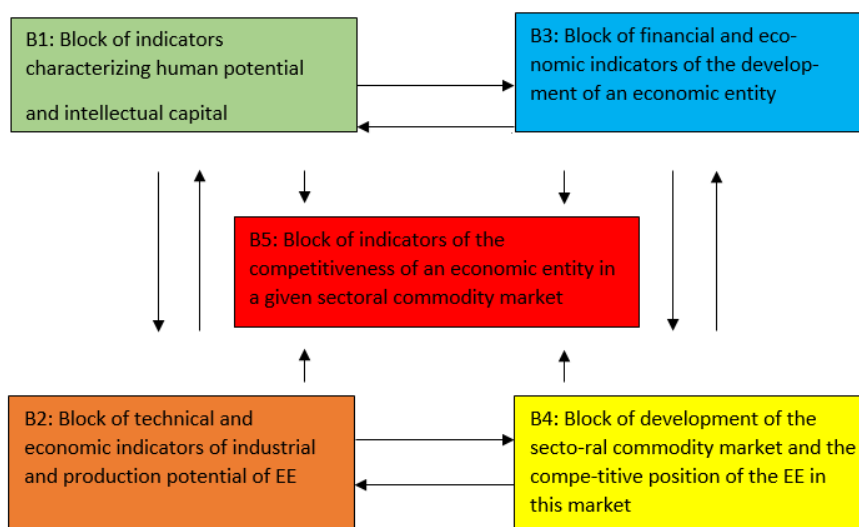 B1: Block of indicators
characterizing human potential
and intellectual capital
B3: Block of financial and eco-
nomic indicators of the develop-
ment of an economic entity
B5: Block of indicators of the
competitiveness of an economic entity in
a given sectoral commodity market
B2: Block of technical and
economic indicators of industrial
and production potential of EE
B4: Block of development of the
secto-ral commodity market and the
compe-titive position of the EE in
this market